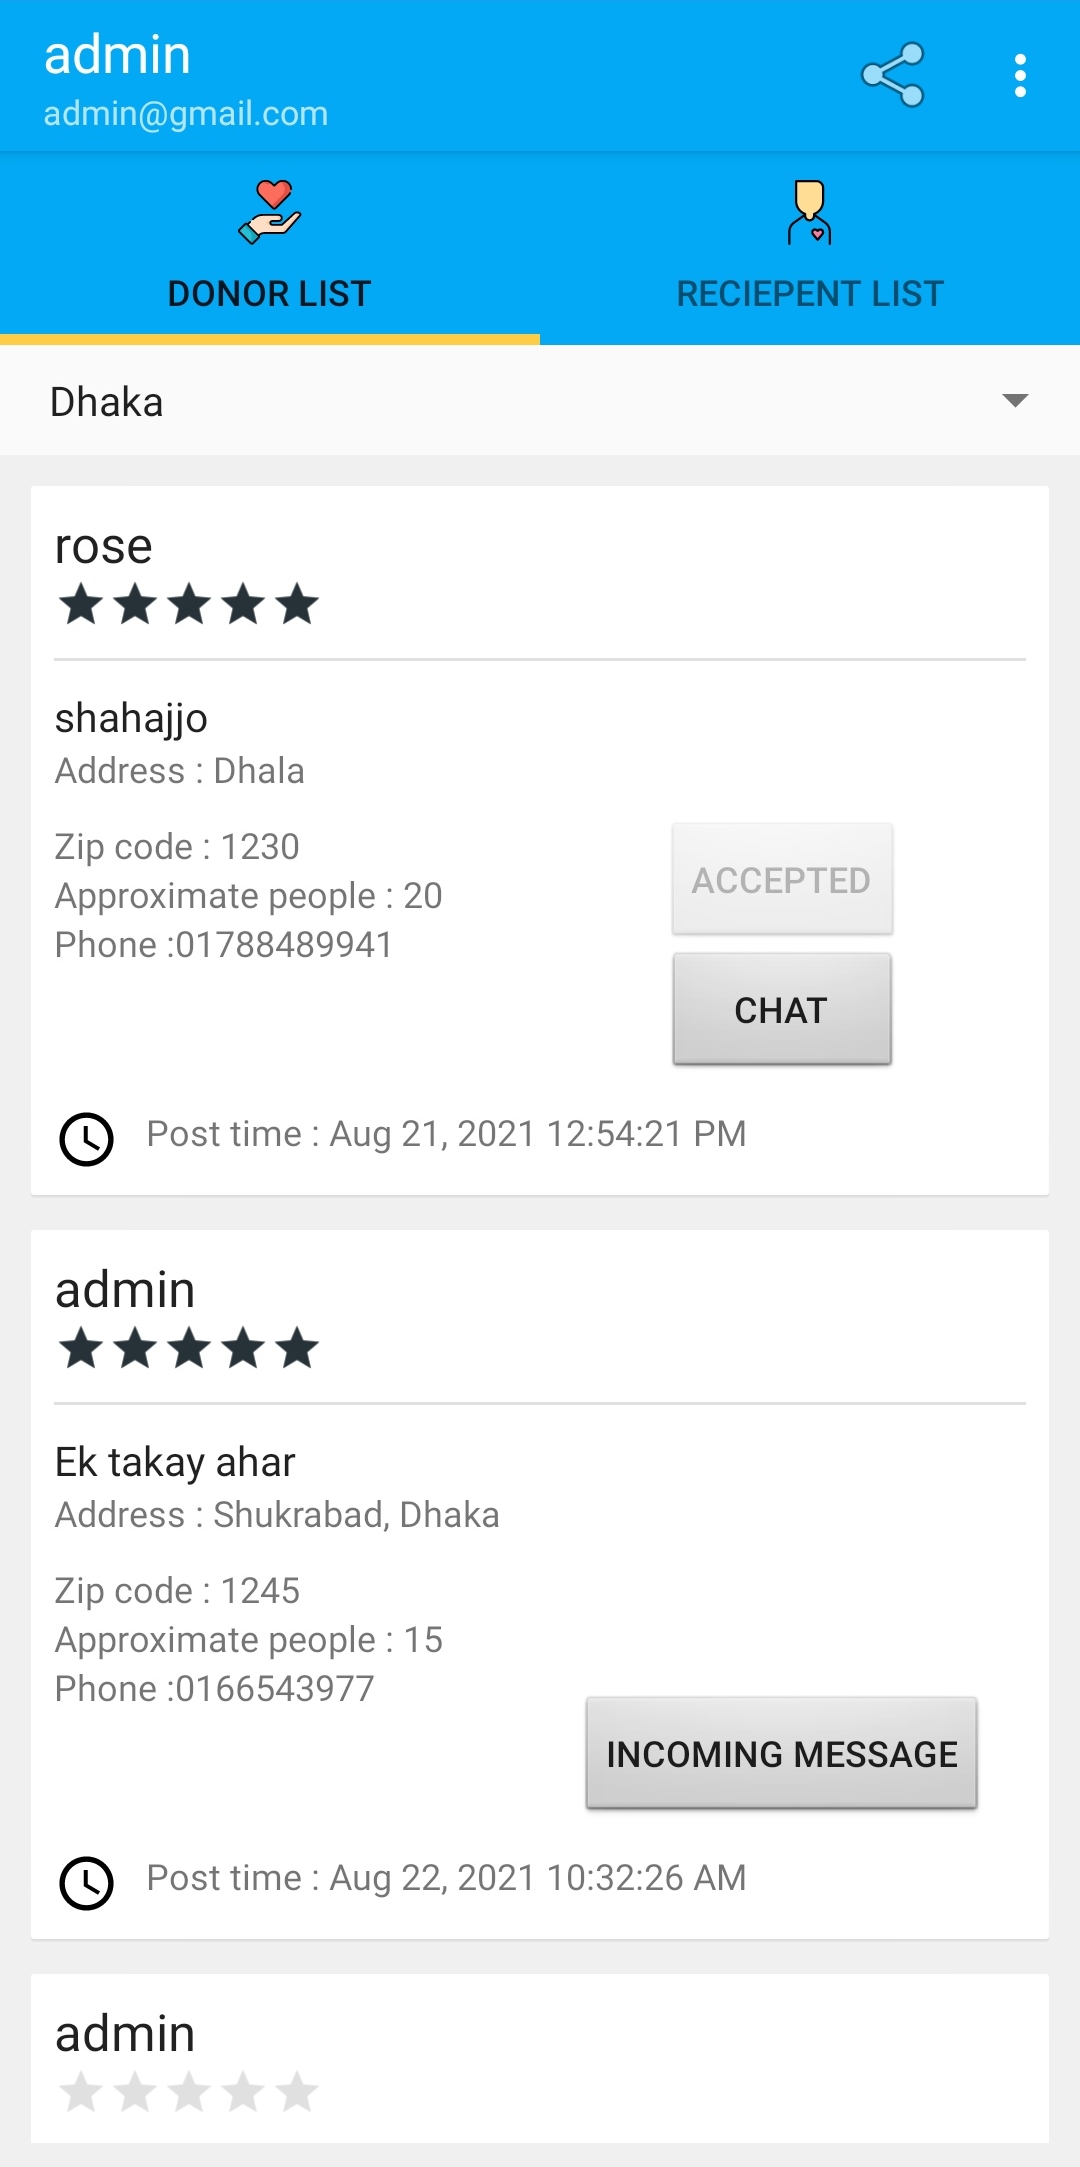 admin
admin@gmail.com
DONOR LIST
RECIEPENT LIST
Dhaka
rose
shahajjo
Address : Dhala
Zip code : 1230
Approximate people : 20
Phone :01788489941
ACCEPTED
CHAT
Post time : Aug 21, 2021 12:54:21 PM
admin
Ek takay ahar
Address : Shukrabad, Dhaka
Zip code : 1245
Approximate people : 15
Phone :0166543977
INCOMING MESSAGE
Post time : Aug 22, 2021 10:32:26 AM
admin